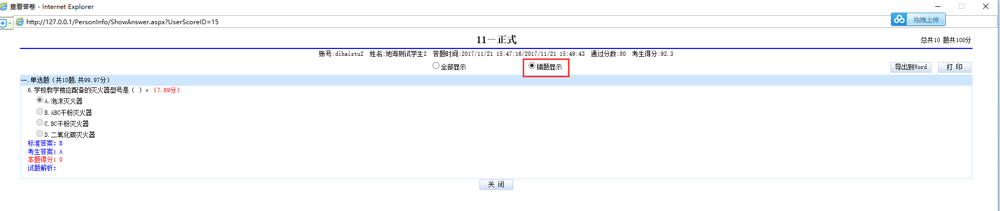 查看答卷 - Internet Explorer
http://127.0.0.1/PersonInfo/ShowAnswer.aspx?UserScoreID=15
拖拽上传
11－正式
总共10 题共100分
账号:dihaistu2 姓名:地海测试学生2 答题时间:2017/11/21 15:47:16/2017/11/21 15:49:43 通过分数:80 考生得分:92.3
全部显示 错题显示
导出到Word 打 印
一.单选题（共10题,共99.97分）
6.学校教学楼应配备的灭火器型号是（ ）。（7.69分）
A.泡沫灭火器
B.ABC干粉灭火器
C.BC干粉灭火器
D.二氧化碳灭火器
标准答案: B
考生答案: A
本题得分: 0
试题解析:
关 闭